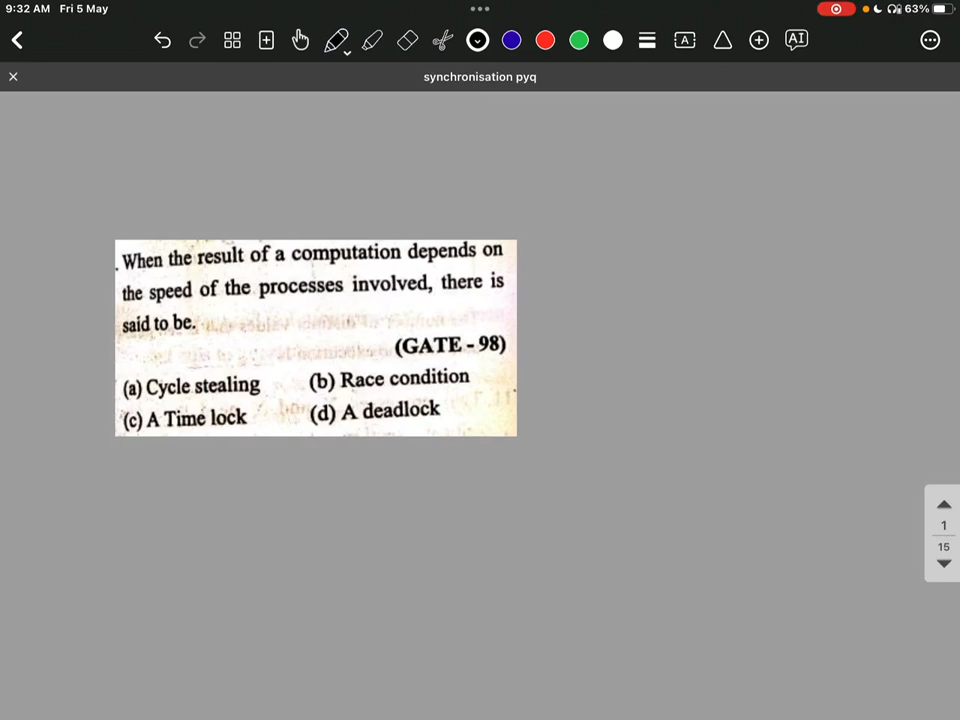 9:32 AM Fri 5 May
63%
A
AI
synchronisation pyq
. When the result of a computation depends on
the speed of the processes involved, there is
said to be.
(GATE - 98)
(a) Cycle stealing (b) Race condition
(c) A Time lock (d) A deadlock
1
15